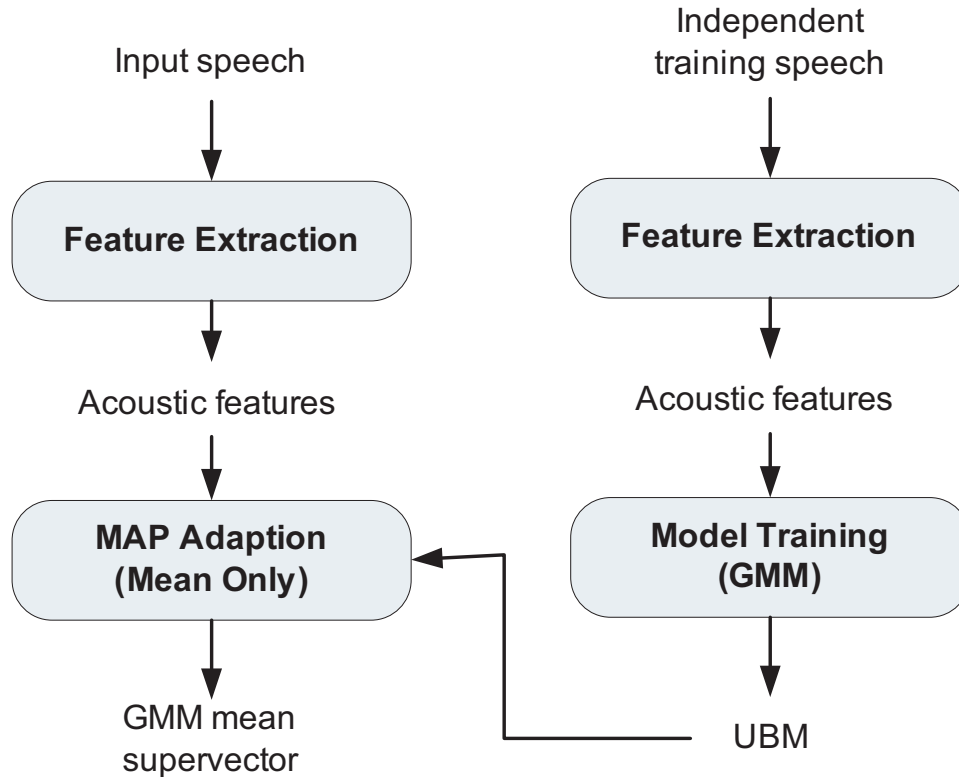 Input speech
Feature Extraction
Acoustic features
MAP Adaption
(Mean Only)
GMM mean
supervector
Independent
training speech
Feature Extraction
Acoustic features
Model Training
(GMM)
UBM